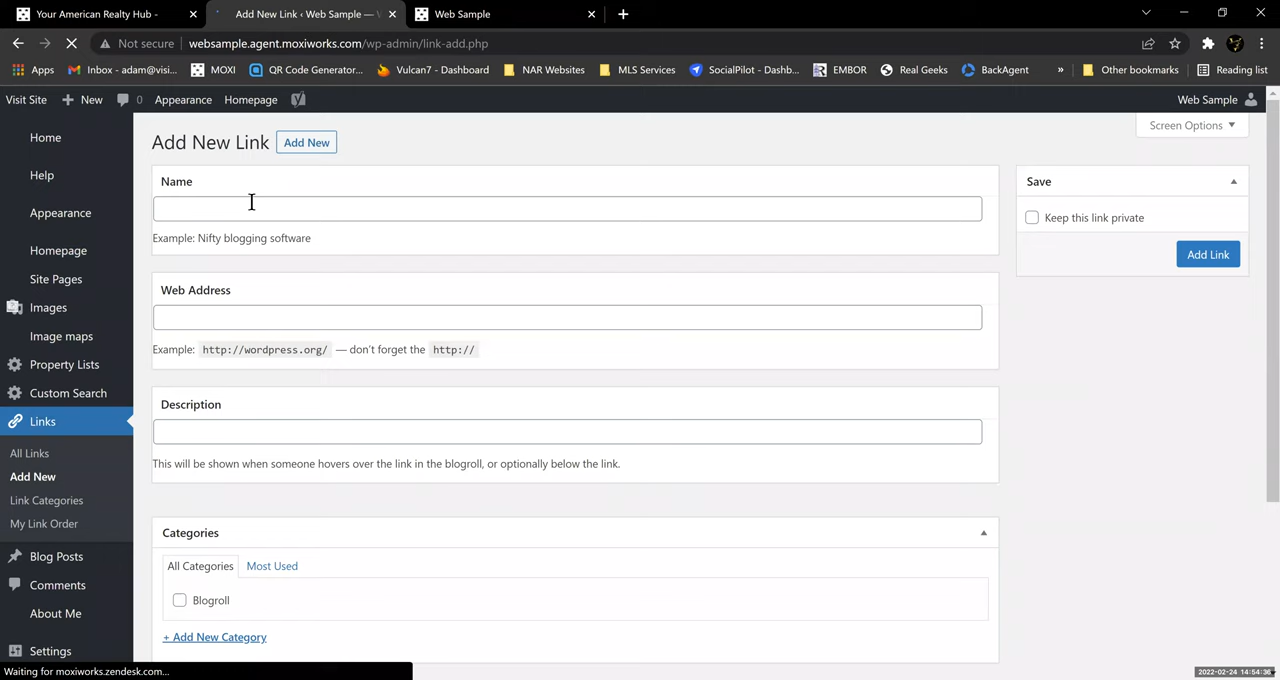 Your American Realty Hub -
Add New Link ‹ Web Sample —
Web Sample
Not secure
websample.agent.moxiworks.com/wp-admin/link-add.php
Apps
Inbox - adam@visi...
MOXI
QR Code Generator...
Vulcan7 - Dashboard
NAR Websites
MLS Services
SocialPilot - Dashb...
EMBOR
Real Geeks
BackAgent
»
Other bookmarks
Reading list
Visit Site
New
0
Appearance
Homepage
Web Sample
Home
Help
Appearance
Homepage
Site Pages
Images
Image maps
Property Lists
Custom Search
Links
All Links
Add New
Link Categories
My Link Order
Blog Posts
Comments
About Me
Settings
Screen Options
Add New Link
Add New
Name
Example: Nifty blogging software
Web Address
Example: http://wordpress.org/ — don't forget the http://
Description
This will be shown when someone hovers over the link in the blogroll, or optionally below the link.
Categories
All Categories
Most Used
Blogroll
+ Add New Category
Save
Keep this link private
Add Link
Waiting for moxiworks.zendesk.com...
2022-02-24 14:54:36